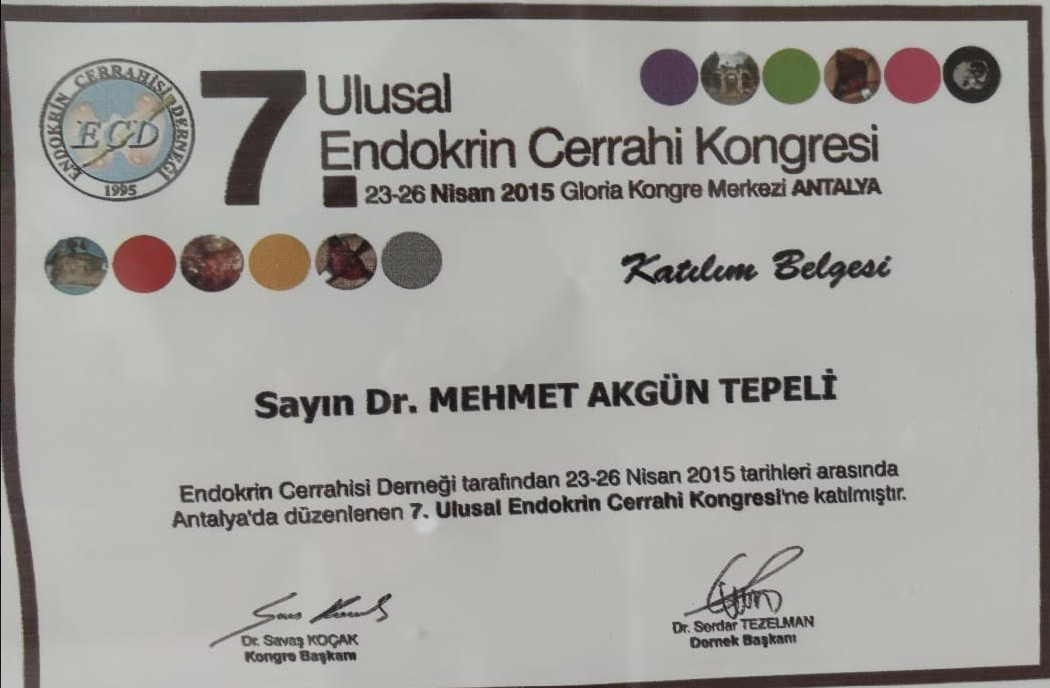 ENDOKRİN CERRAHİSİ DERNEĞİ
ECD
1995
7 Ulusal
Endokrin Cerrahi Kongresi
23-26 Nisan 2015 Gloria Kongre Merkezi ANTALYA
Katılım Belgesi
Sayın Dr. MEHMET AKGÜN TEPELİ
Endokrin Cerrahisi Derneği tarafından 23-26 Nisan 2015 tarihleri arasında
Antalya'da düzenlenen 7. Ulusal Endokrin Cerrahi Kongresi'ne katılmıştır.
Dr. Savaş KOÇAK
Kongre Başkanı
Dr. Serdar TEZELMAN
Dernek Başkanı